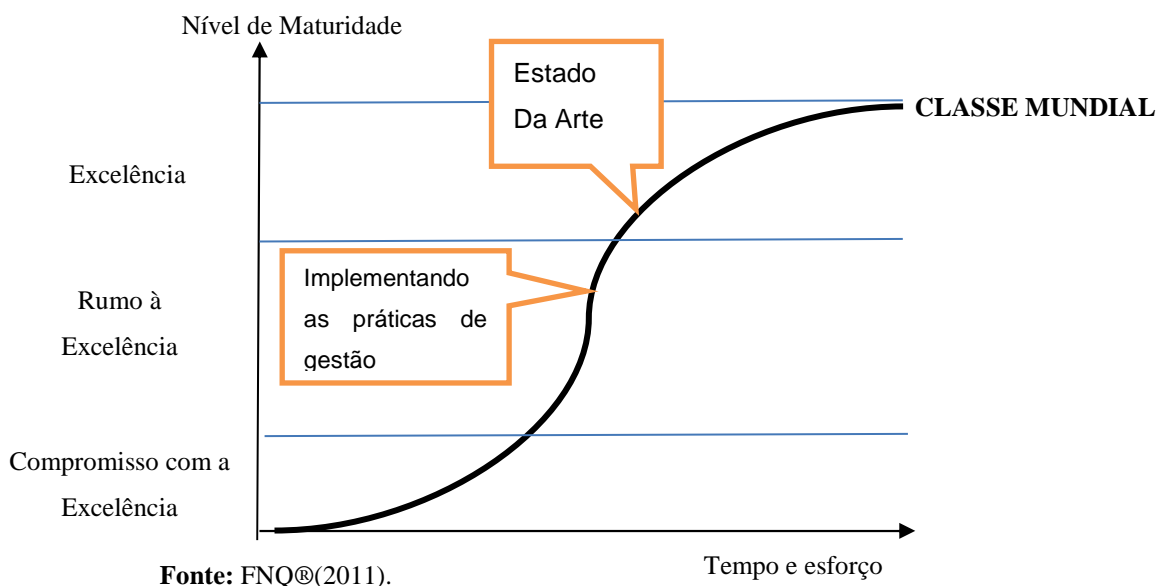 Nível de Maturidade
Estado
Da Arte
CLASSE MUNDIAL
Excelência
Implementando
as práticas de
gestão
Rumo à
Excelência
Compromisso com a
Excelência
Tempo e esforço
Fonte: FNQ®(2011).